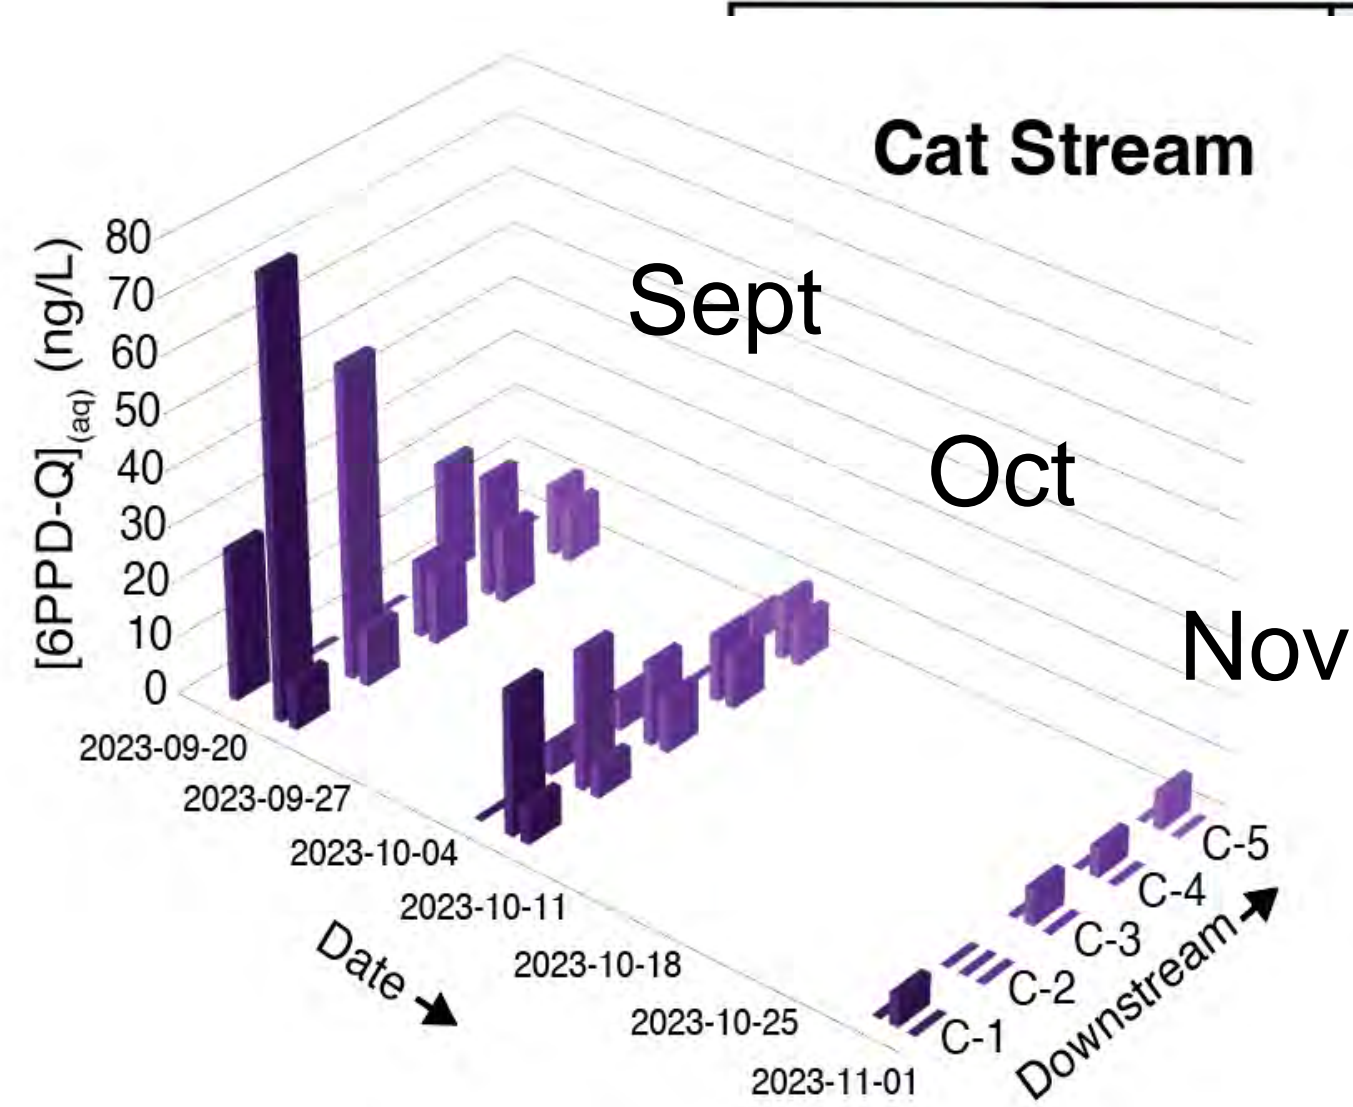 Cat Stream
Sept
Oct
Nov
[6PPD-Q](aq) (ng/L)
80
70
60
50
40
30
20
10
0
2023-09-20
2023-09-27
2023-10-04
2023-10-11
2023-10-18
2023-10-25
2023-11-01
Date
C-5
C-4
C-3
C-2
C-1
Downstream